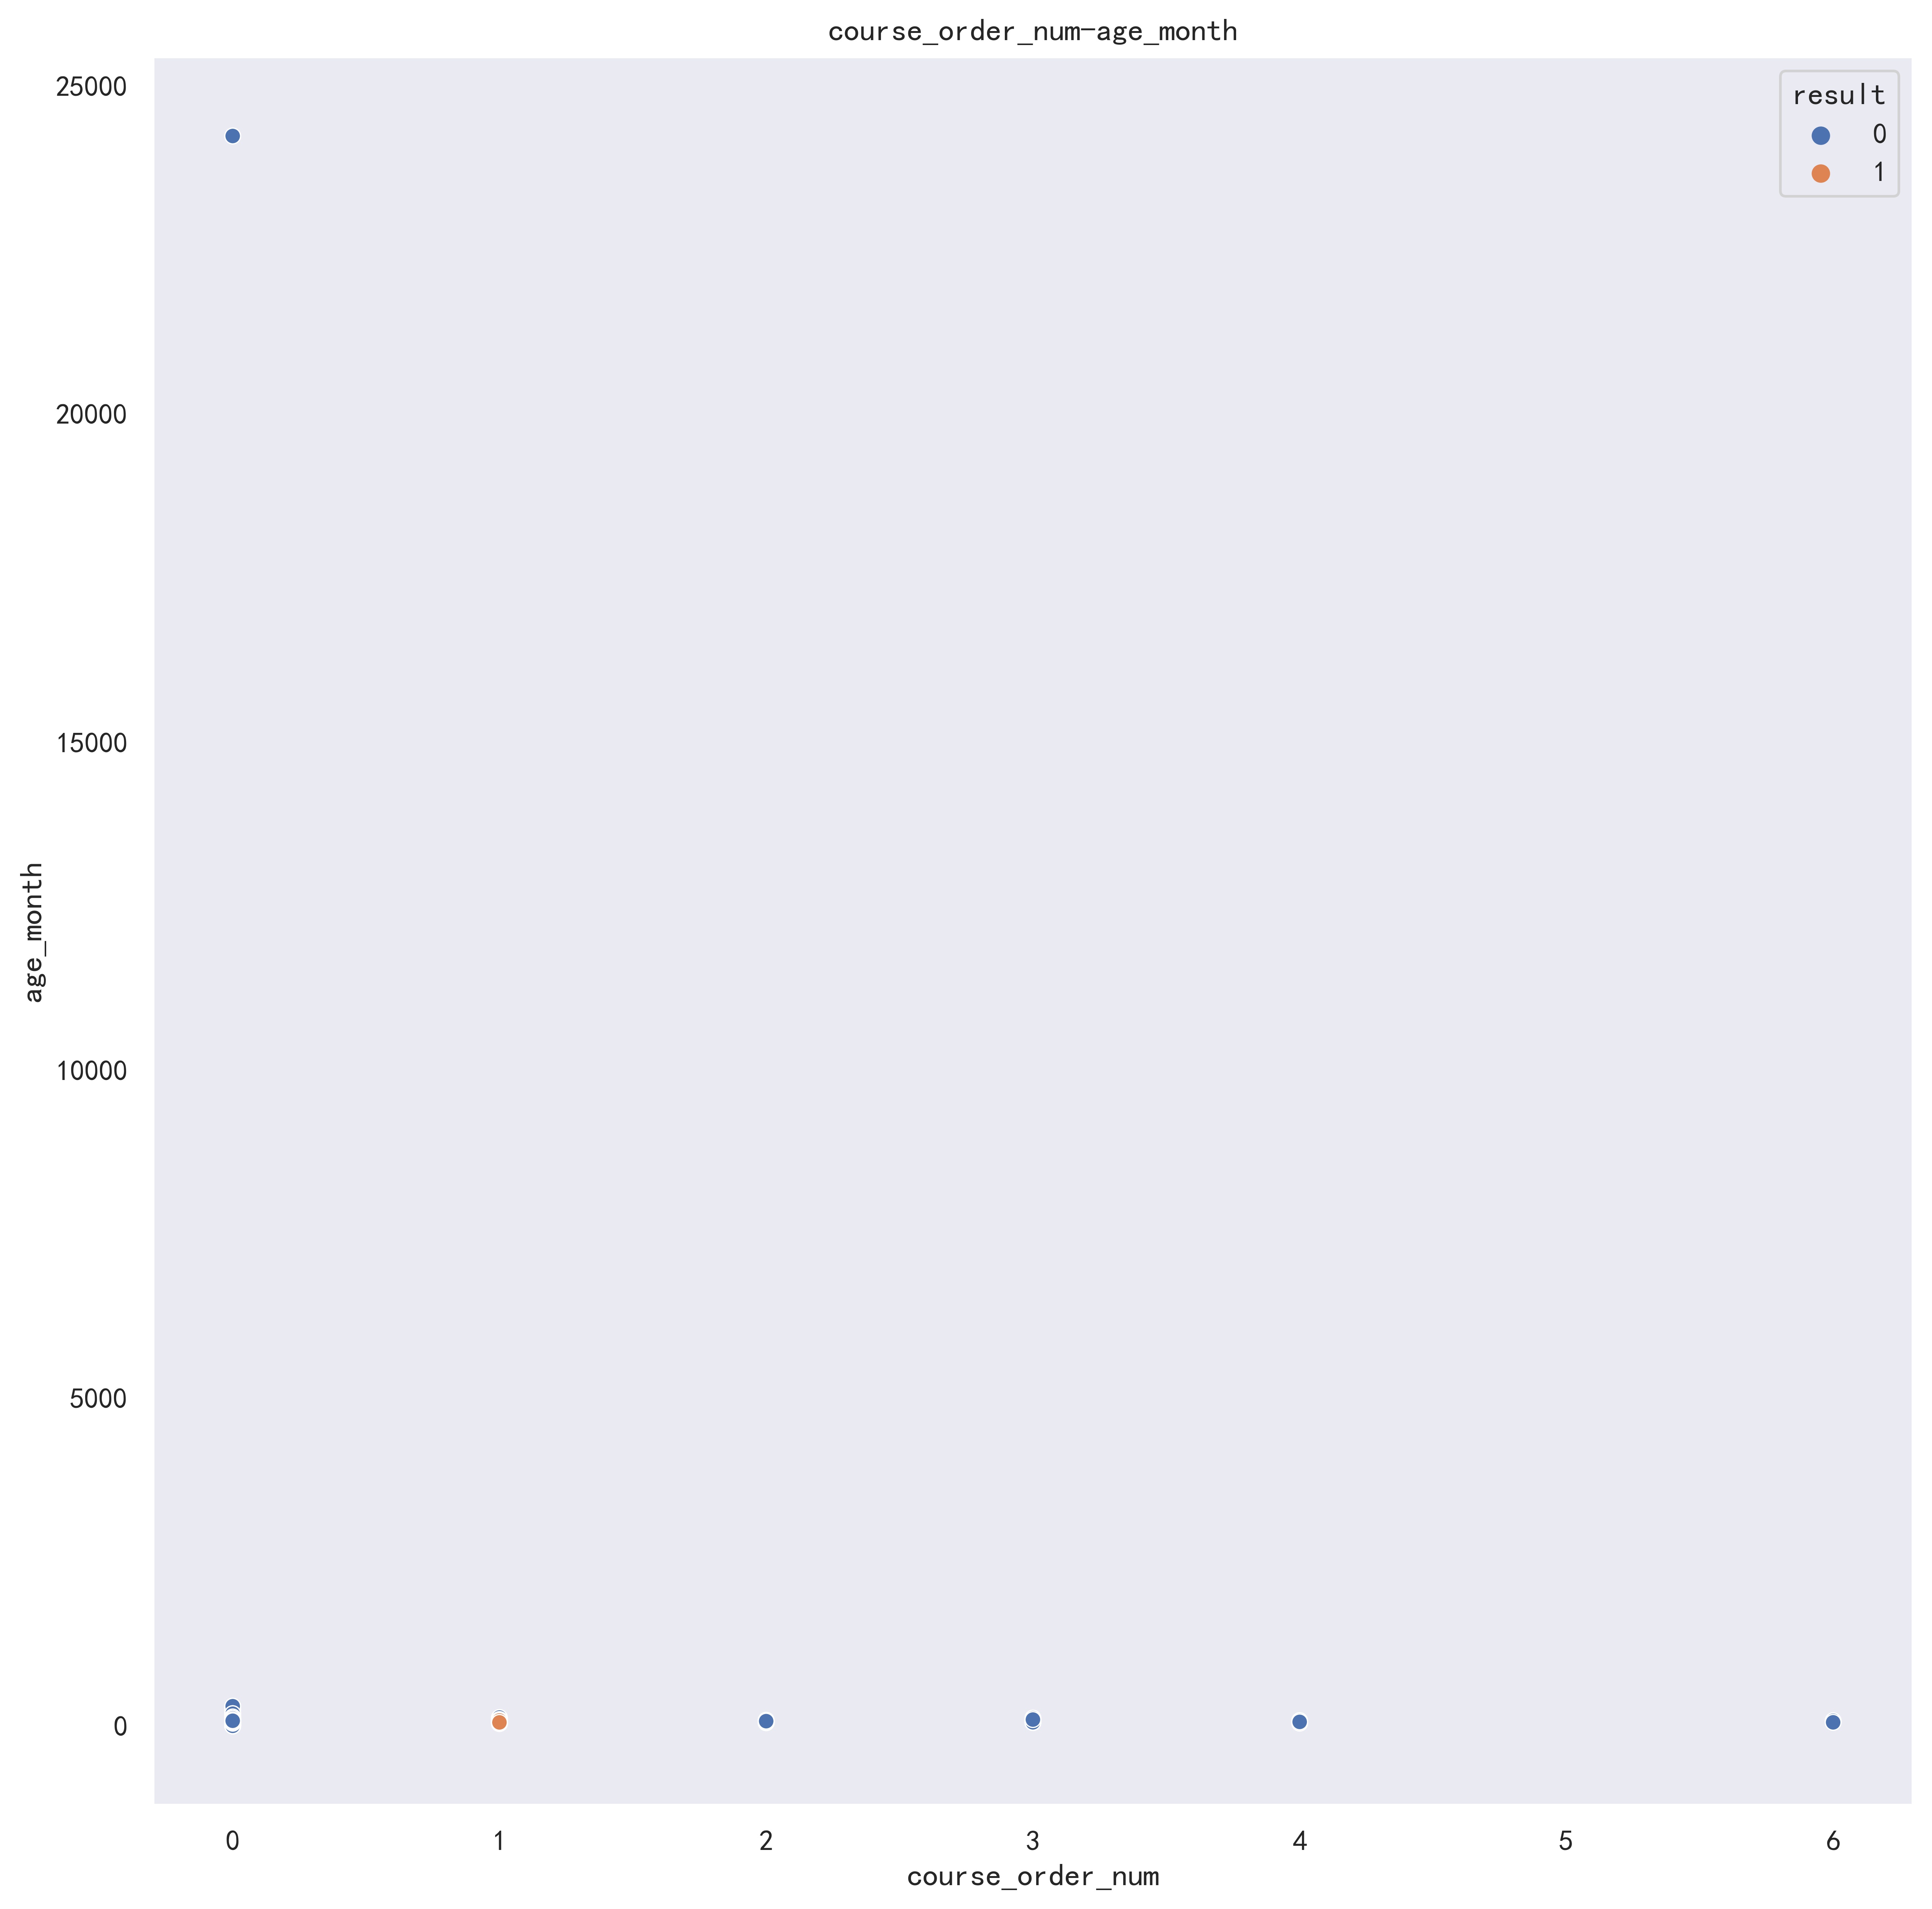 course_order_num-age_month
result
0
1
25000
20000
15000
10000
5000
0
age_month
0 1 2 3 4 5 6
course_order_num